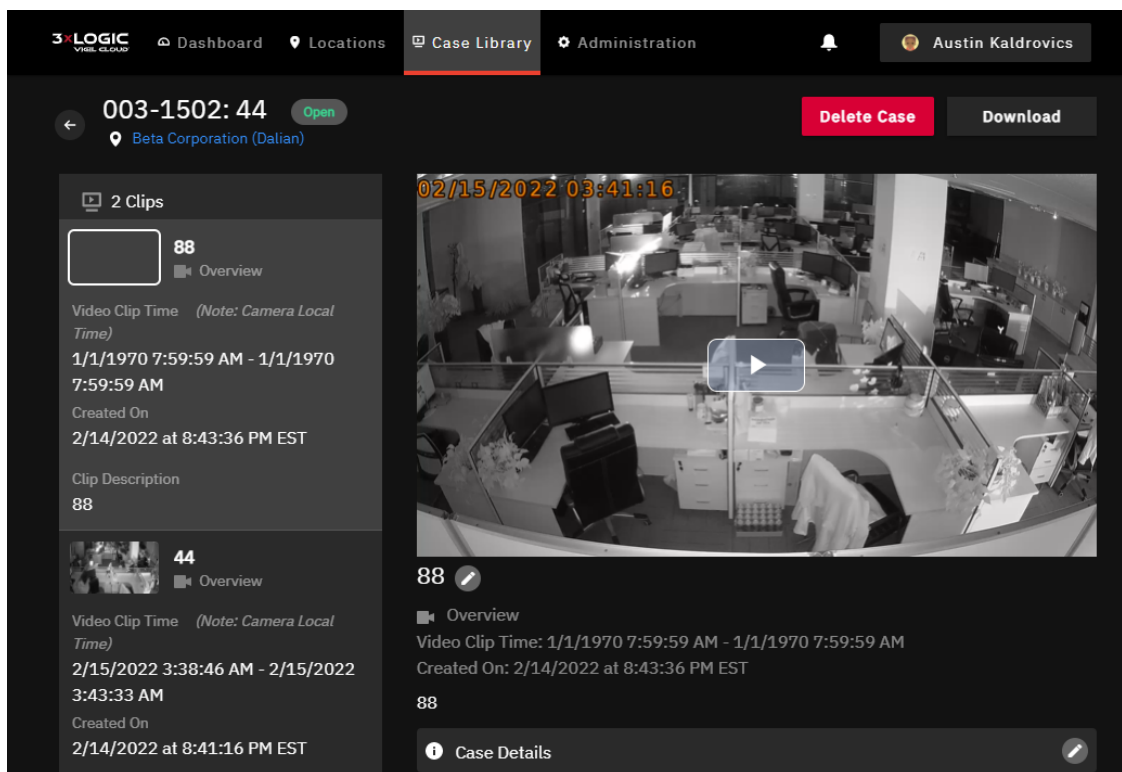 3×LOGIC
VIGIL CLOUD
Dashboard
Locations
Case Library
Administration
Austin Kaldrovics
003-1502: 44
Open
Beta Corporation (Dalian)
Delete Case
Download
2 Clips
88
Overview
Video Clip Time (Note: Camera Local
Time)
1/1/1970 7:59:59 AM - 1/1/1970
7:59:59 AM
Created On
2/14/2022 at 8:43:36 PM EST
Clip Description
88
44
Overview
Video Clip Time (Note: Camera Local
Time)
2/15/2022 3:38:46 AM - 2/15/2022
3:43:33 AM
Created On
2/14/2022 at 8:41:16 PM EST
02/15/2022 03:41:16
88
Overview
Video Clip Time: 1/1/1970 7:59:59 AM - 1/1/1970 7:59:59 AM
Created On: 2/14/2022 at 8:43:36 PM EST
88
Case Details